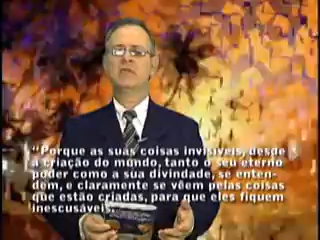 “Porque as suas coisas invisíveis, desde
a criação do mundo, tanto o seu eterno
poder como a sua divindade, se enten-
dem, e claramente se vêem pelas coisas
que estão criadas, para que eles fiquem
inescusáveis.